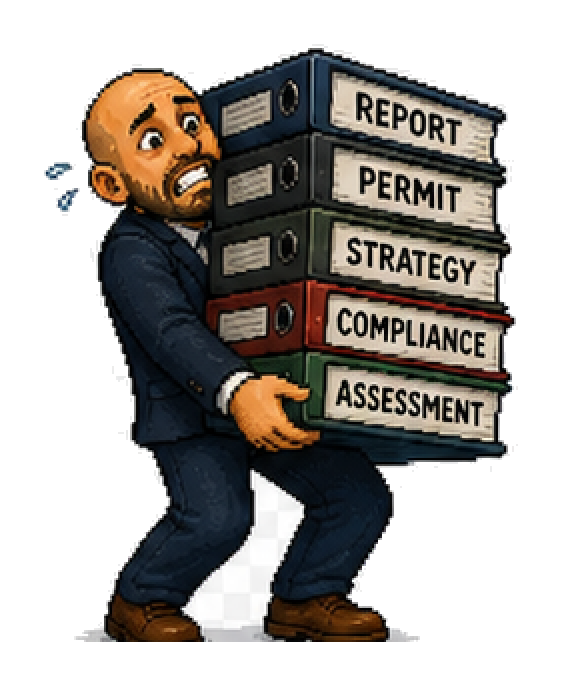 REPORT
PERMIT
STRATEGY
COMPLIANCE
ASSESSMENT